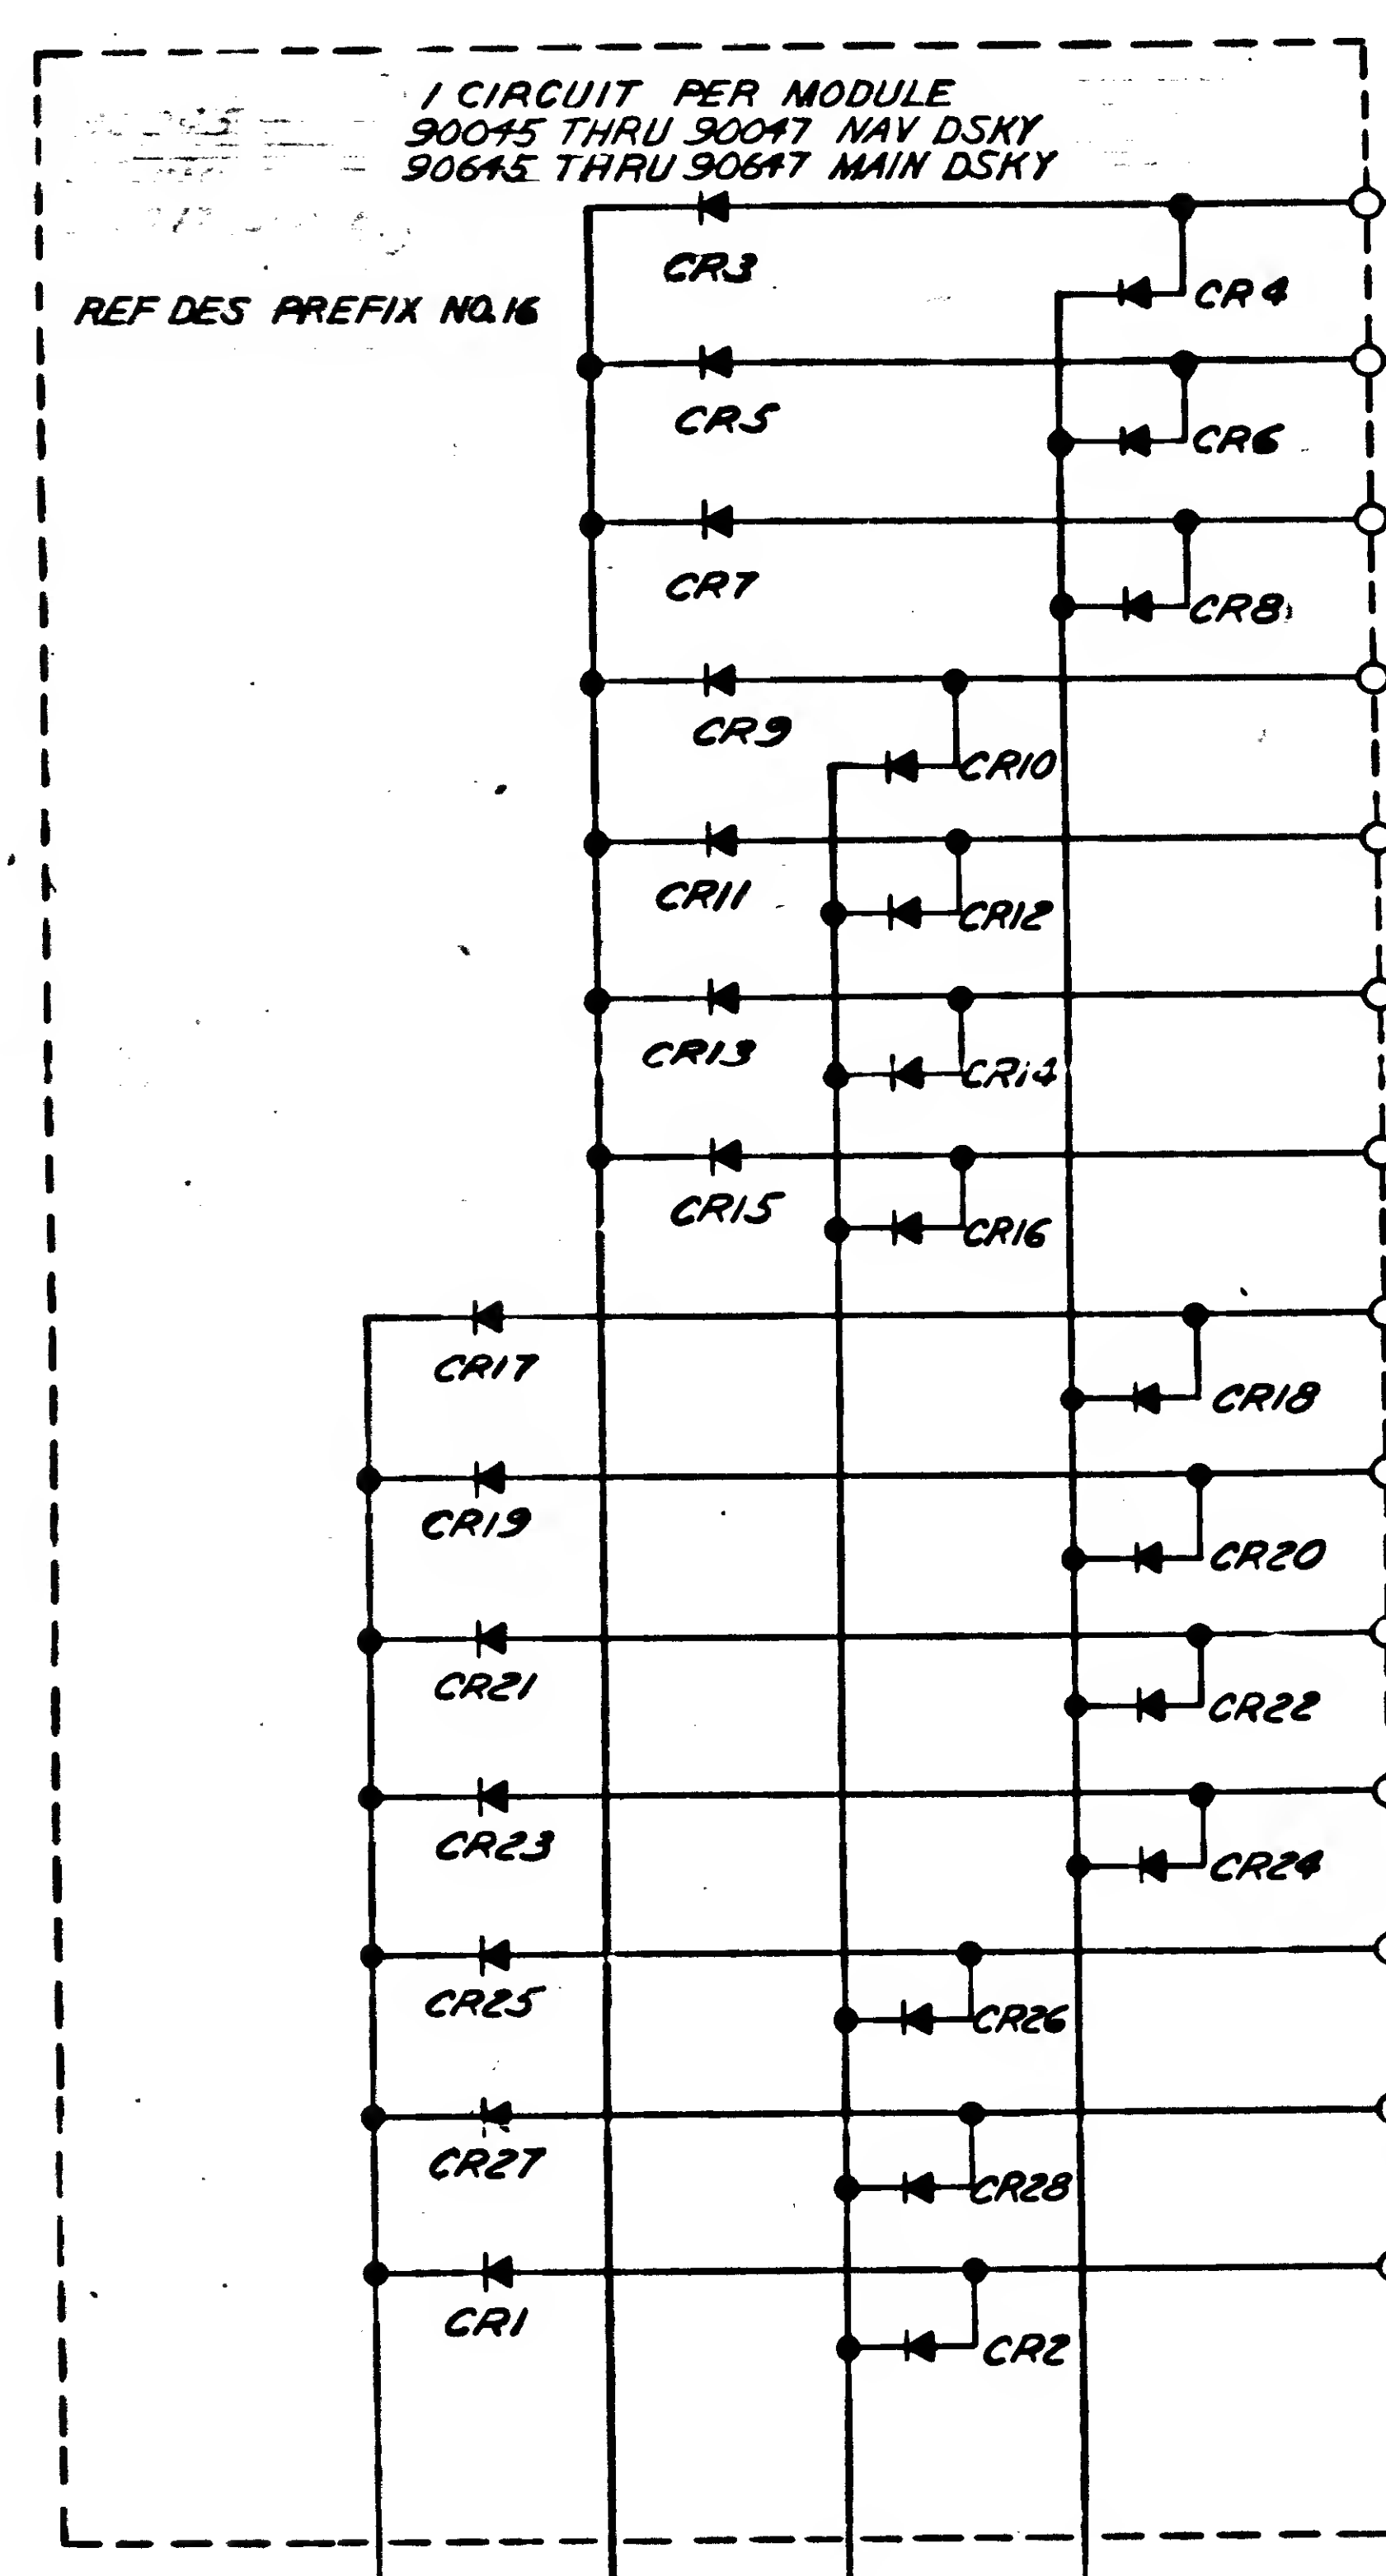 1 CIRCUIT PER MODULE
90045 THRU 90047 NAV DSKY
90645 THRU 90647 MAIN DSKY
CR3
CR4
REF DES PREFIX NO. 16
CR5
CR6
CR7
CR8
CR9
CR10
CR11
CR12
CR13
CR14
CR15
CR16
CR17
CR18
CR19
CR20
CR21
CR22
CR23
CR24
CR25
CR26
CR27
CR28
CR1
CR2